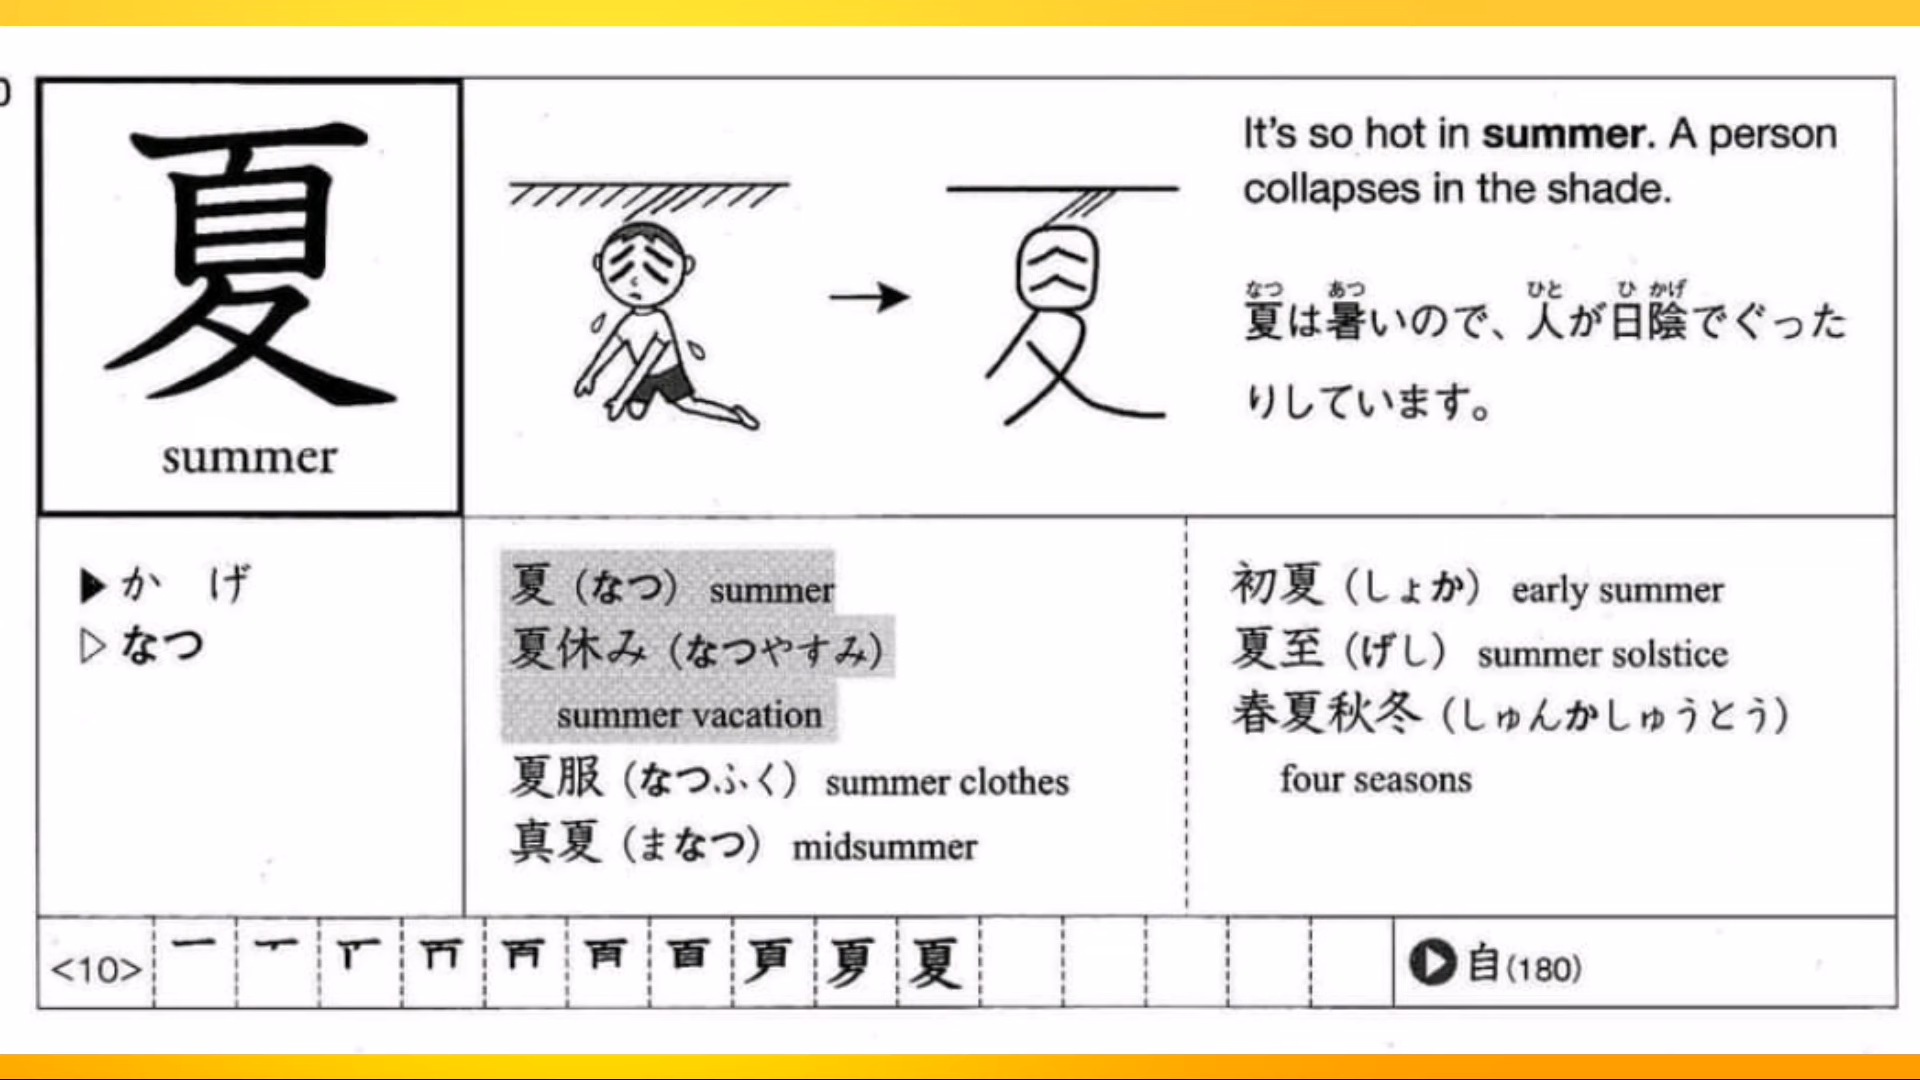 夏
summer
It's so hot in summer. A person
collapses in the shade.
なつ あつ ひと ひ かげ
夏は暑いので、人が日陰でぐった
りしています。
▶か げ
▷なつ
夏(なつ) summer
夏休み(なつやすみ)
summer vacation
夏服(なつふく) summer clothes
真夏(まなつ) midsummer
初夏(しょか) early summer
夏至(げし) summer solstice
春夏秋冬(しゅんかしゅうとう)
four seasons
<10>
夏
自(180)